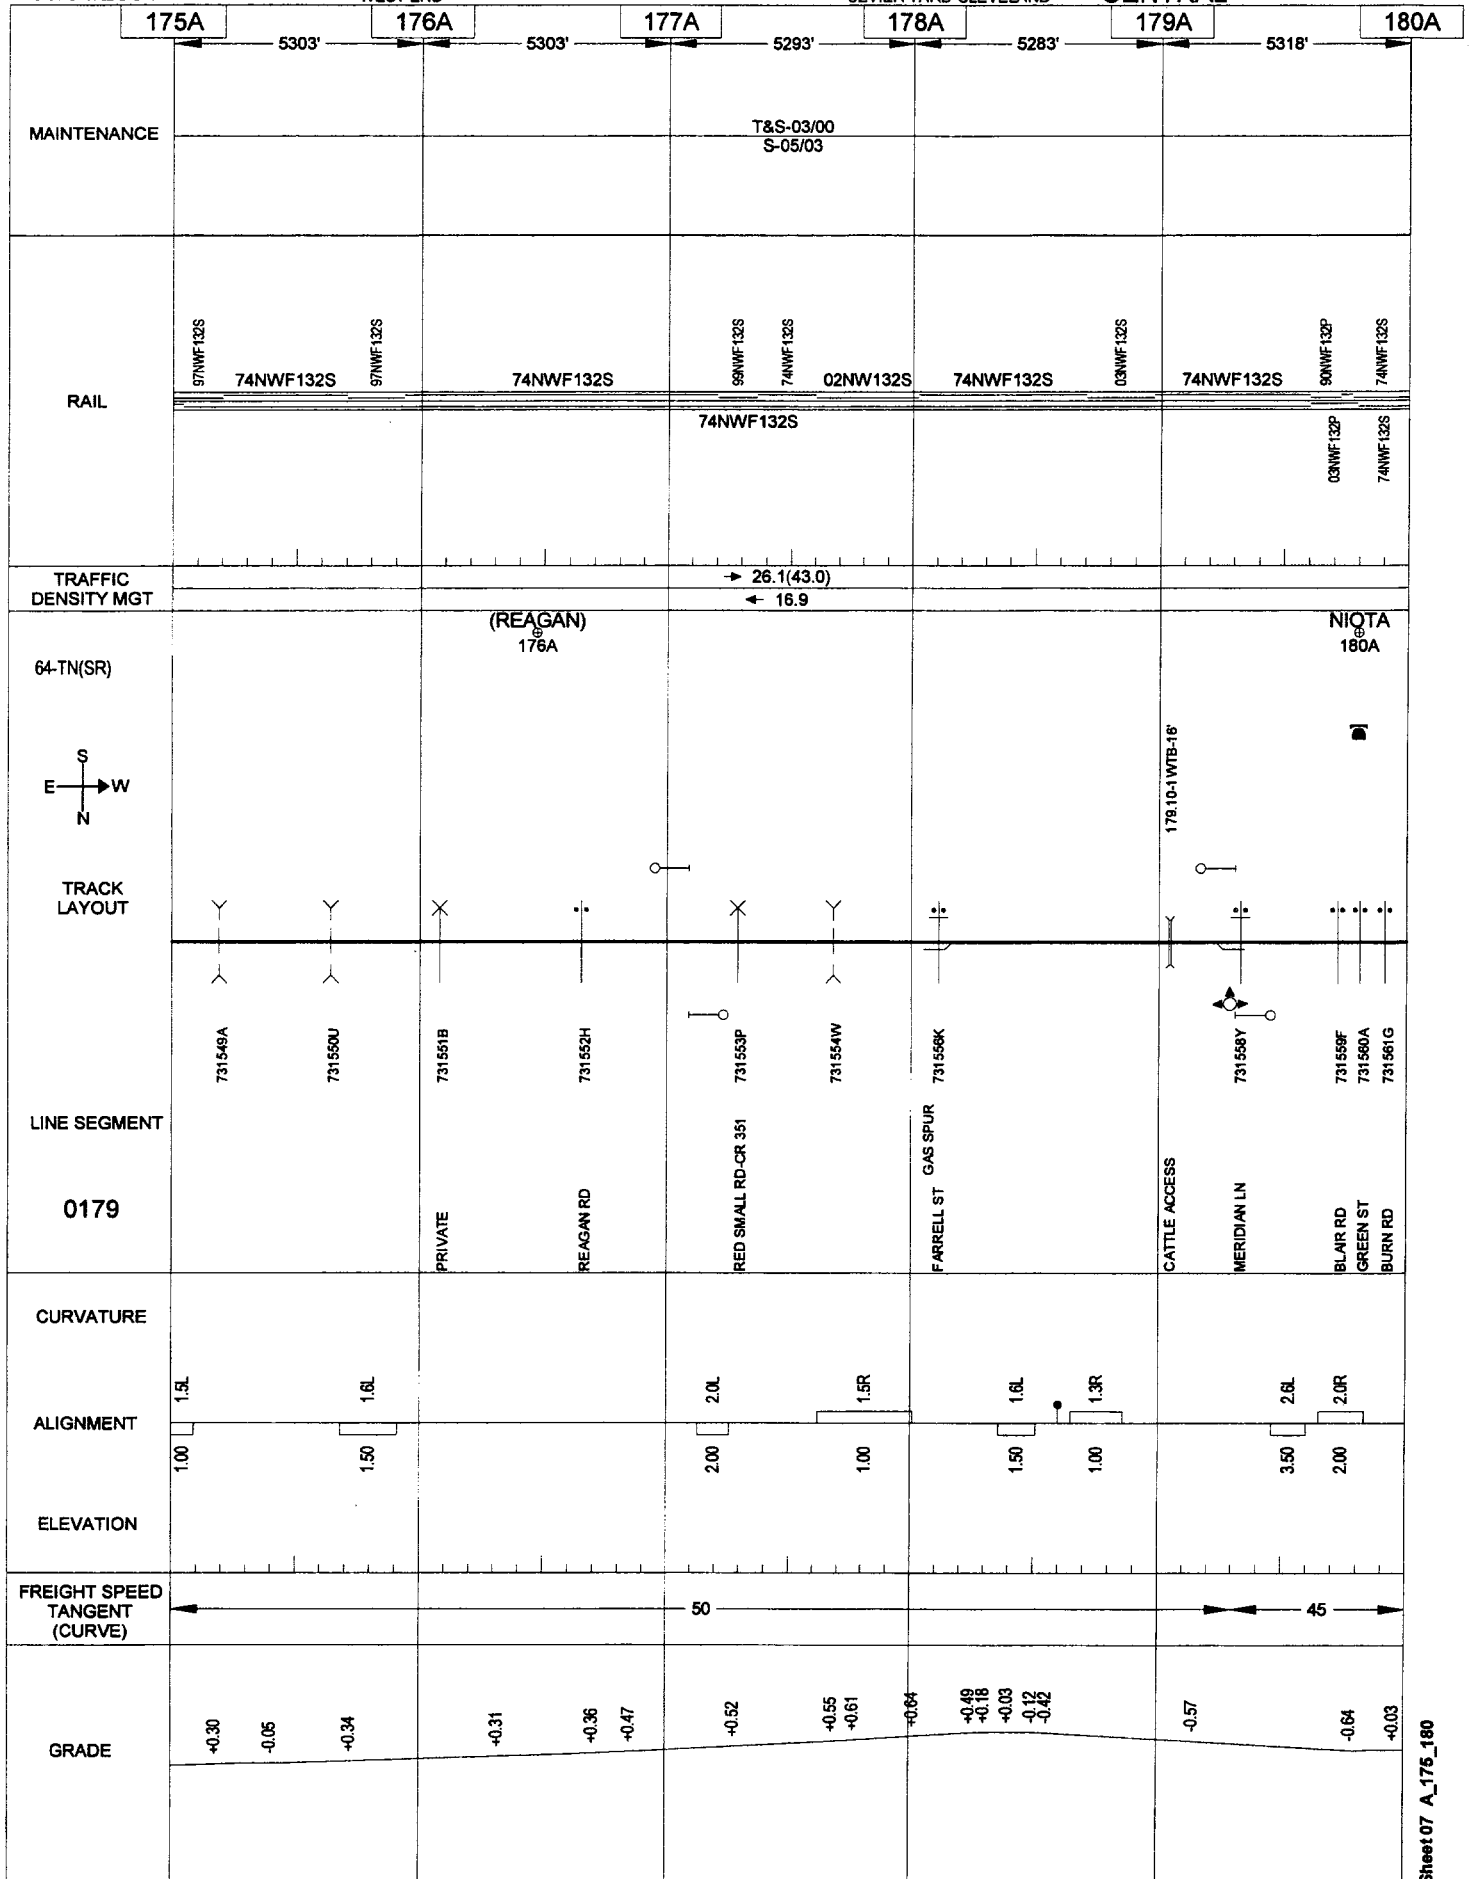 CENTRAL
175A 176A 177A 178A 179A 180A
5303' 5303' 5293' 5283' 5318'
MAINTENANCE
T&S-03/00
S-05/03
97NWF132S 97NWF132S 99NWF132S 74NWF132S 03NWF132S 90NWF132P 74NWF132S
74NWF132S 74NWF132S 02NW132S 74NWF132S 74NWF132S
RAIL
74NWF132S
03NWF132P 74NWF132S
TRAFFIC
DENSITY MGT
26.1(43.0)
16.9
(REAGAN) NIOTA
176A 180A
64-TN(SR)
S
E W
N
179.10-1 WTB-16'
TRACK
LAYOUT
731549A 731550U 731551B 731552H 731553P 731554W 731556K 731558Y 731559F 731560A 731561G
LINE SEGMENT
0179
PRIVATE
REAGAN RD
RED SMALL RD-CR 351
FARRELL ST GAS SPUR
CATTLE ACCESS
MERIDIAN LN
BLAIR RD
GREEN ST
BURN RD
CURVATURE
1.5L 1.6L 2.0L 1.5R 1.6L 1.3R 2.6L 2.0R
ALIGNMENT
1.00 1.50 2.00 1.00 1.50 1.00 3.50 2.00
ELEVATION
FREIGHT SPEED
TANGENT
(CURVE)
50 45
GRADE
+0.30 -0.05 +0.34 +0.31 +0.36 +0.47 +0.52 +0.55 +0.61 +0.64 +0.49 +0.18 +0.03 -0.12 -0.42 -0.57 -0.64 +0.03
Sheet 07 A_175_180